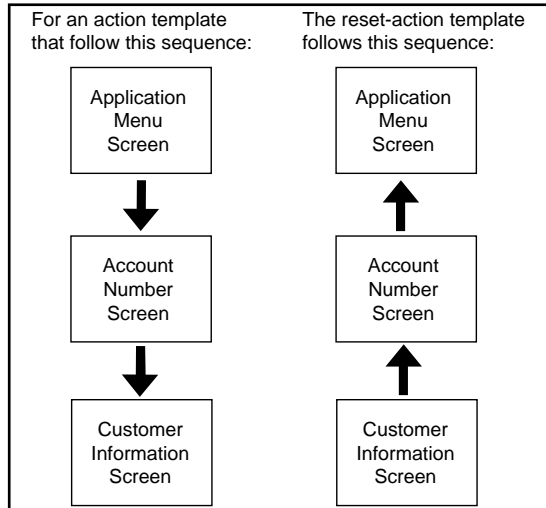 For an action template
that follow this sequence:
Application
Menu
Screen
Account
Number
Screen
Customer
Information
Screen
The reset-action template
follows this sequence:
Application
Menu
Screen
Account
Number
Screen
Customer
Information
Screen